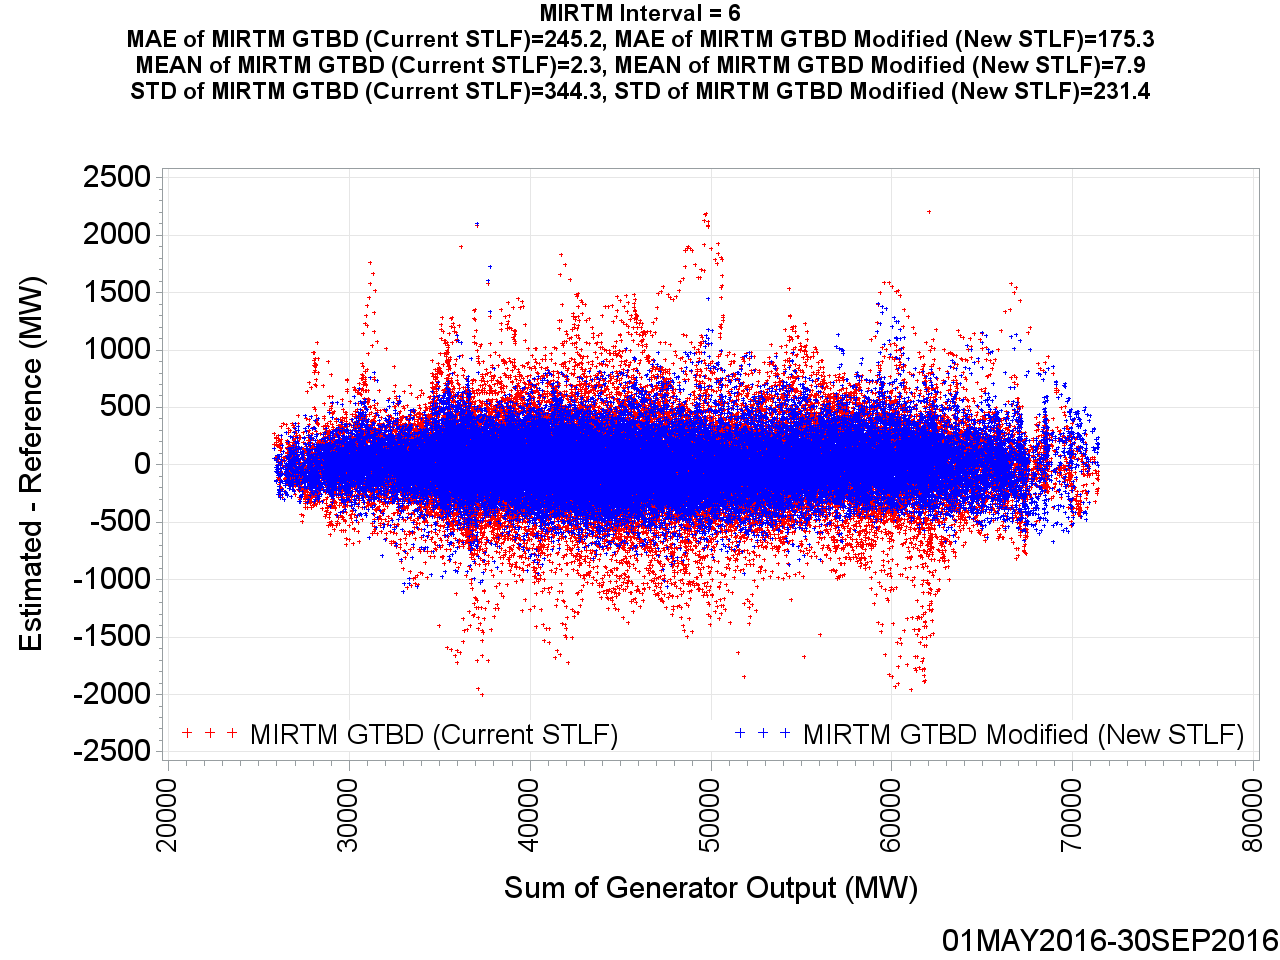 MIRTM Interval = 6
MAE of MIRTM GTBD (Current STLF)=245.2, MAE of MIRTM GTBD Modified (New STLF)=175.3
MEAN of MIRTM GTBD (Current STLF)=2.3, MEAN of MIRTM GTBD Modified (New STLF)=7.9
STD of MIRTM GTBD (Current STLF)=344.3, STD of MIRTM GTBD Modified (New STLF)=231.4
Estimated - Reference (MW)
2500
2000
1500
1000
500
0
-500
-1000
-1500
-2000
-2500
MIRTM GTBD (Current STLF)
MIRTM GTBD Modified (New STLF)
20000
30000
40000
50000
60000
70000
80000
Sum of Generator Output (MW)
01MAY2016-30SEP2016